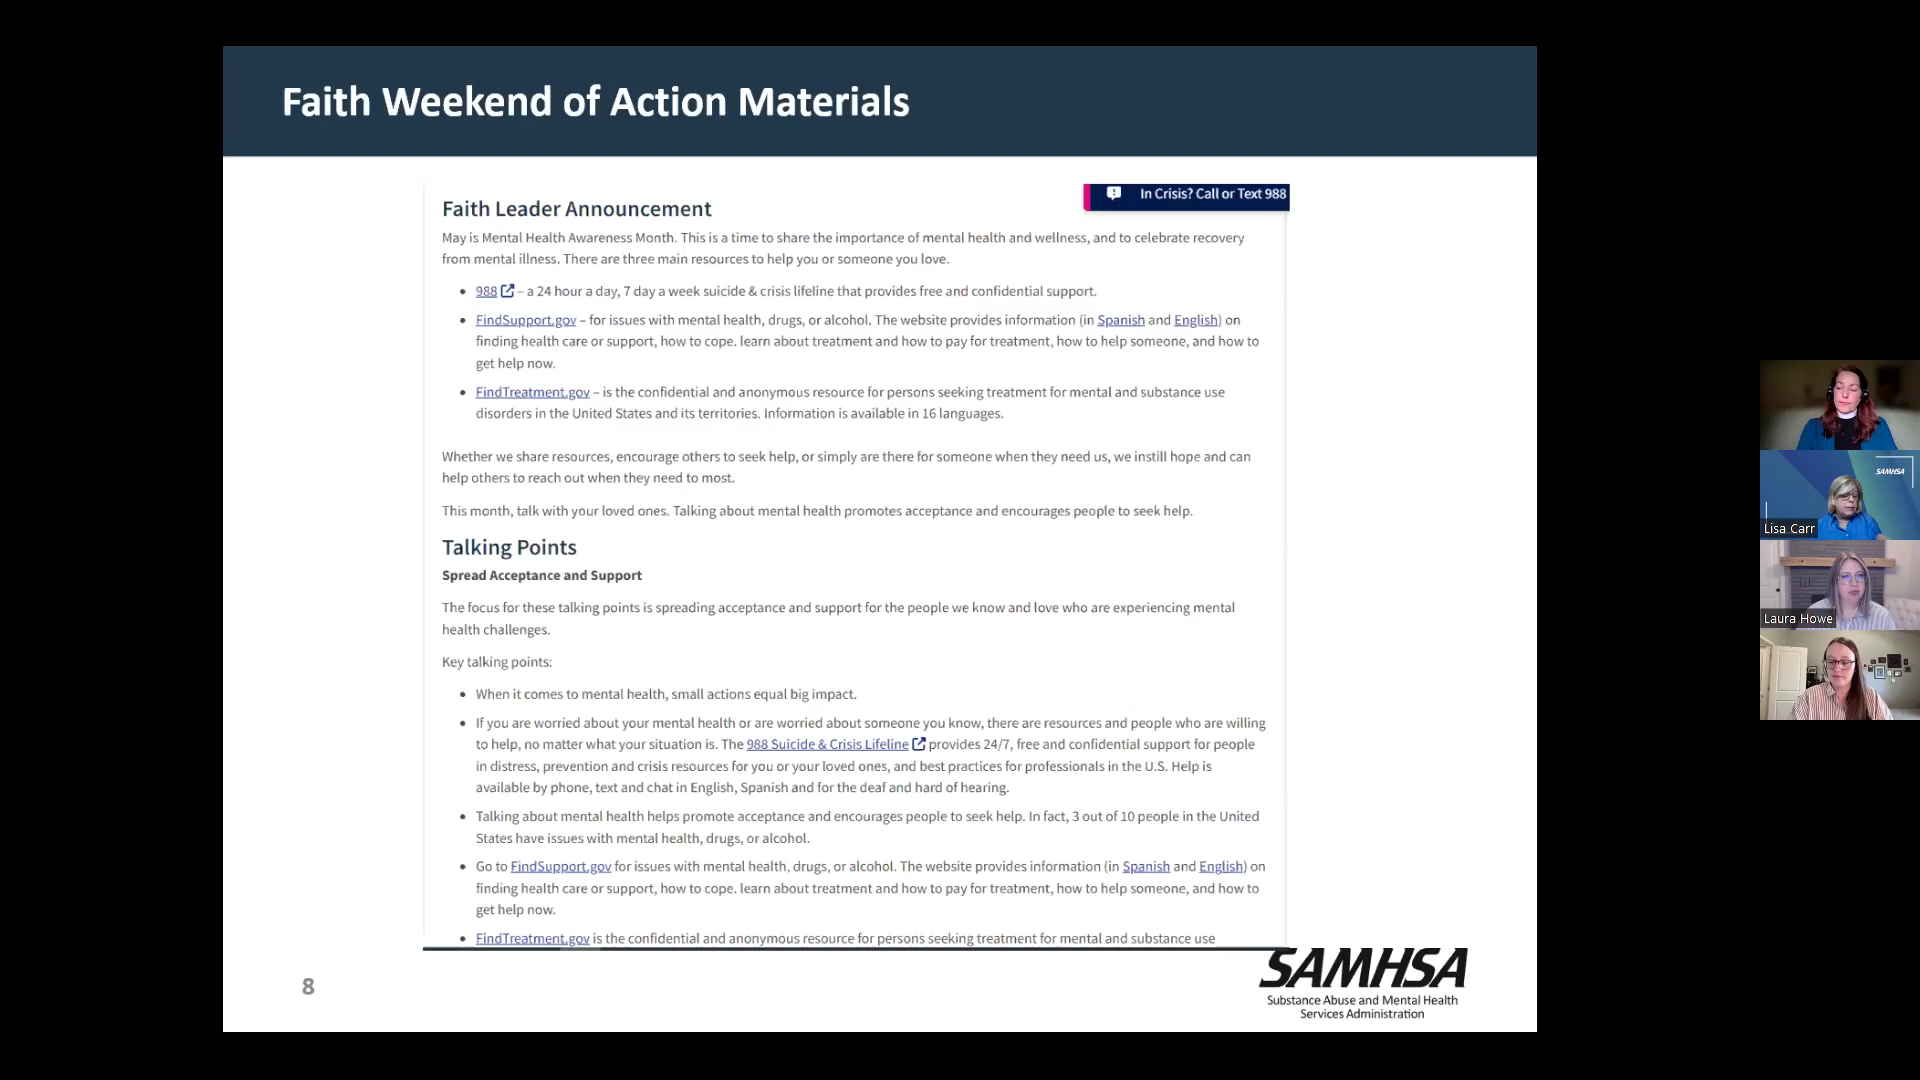 Faith Weekend of Action Materials
In Crisis? Call or Text 988
Faith Leader Announcement
May is Mental Health Awareness Month. This is a time to share the importance of mental health and wellness, and to celebrate recovery
from mental illness. There are three main resources to help you or someone you love.
• 988 – a 24 hour a day, 7 day a week suicide & crisis lifeline that provides free and confidential support.
• FindSupport.gov – for issues with mental health, drugs, or alcohol. The website provides information (in Spanish and English) on
finding health care or support, how to cope. learn about treatment and how to pay for treatment, how to help someone, and how to
get help now.
• FindTreatment.gov – is the confidential and anonymous resource for persons seeking treatment for mental and substance use
disorders in the United States and its territories. Information is available in 16 languages.
Whether we share resources, encourage others to seek help, or simply are there for someone when they need us, we instill hope and can
help others to reach out when they need to most.
This month, talk with your loved ones. Talking about mental health promotes acceptance and encourages people to seek help.
Talking Points
Spread Acceptance and Support
The focus for these talking points is spreading acceptance and support for the people we know and love who are experiencing mental
health challenges.
Key talking points:
• When it comes to mental health, small actions equal big impact.
• If you are worried about your mental health or are worried about someone you know, there are resources and people who are willing
to help, no matter what your situation is. The 988 Suicide & Crisis Lifeline provides 24/7, free and confidential support for people
in distress, prevention and crisis resources for you or your loved ones, and best practices for professionals in the U.S. Help is
available by phone, text and chat in English, Spanish and for the deaf and hard of hearing.
• Talking about mental health helps promote acceptance and encourages people to seek help. In fact, 3 out of 10 people in the United
States have issues with mental health, drugs, or alcohol.
• Go to FindSupport.gov for issues with mental health, drugs, or alcohol. The website provides information (in Spanish and English) on
finding health care or support, how to cope. learn about treatment and how to pay for treatment, how to help someone, and how to
get help now.
• FindTreatment.gov is the confidential and anonymous resource for persons seeking treatment for mental and substance use
8
SAMHSA
Substance Abuse and Mental Health
Services Administration
SAMHSA
Lisa Carr
Laura Howe